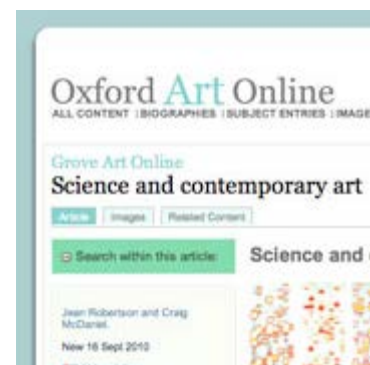 Oxford Art Online
ALL CONTENT | BIOGRAPHIES | SUBJECT ENTRIES | IMAGE
Grove Art Online
Science and contemporary art
Article Images Related Content
Search within this article:
Science and
Jean Robertson and Craig
McDaniel.
New 16 Sept 2010